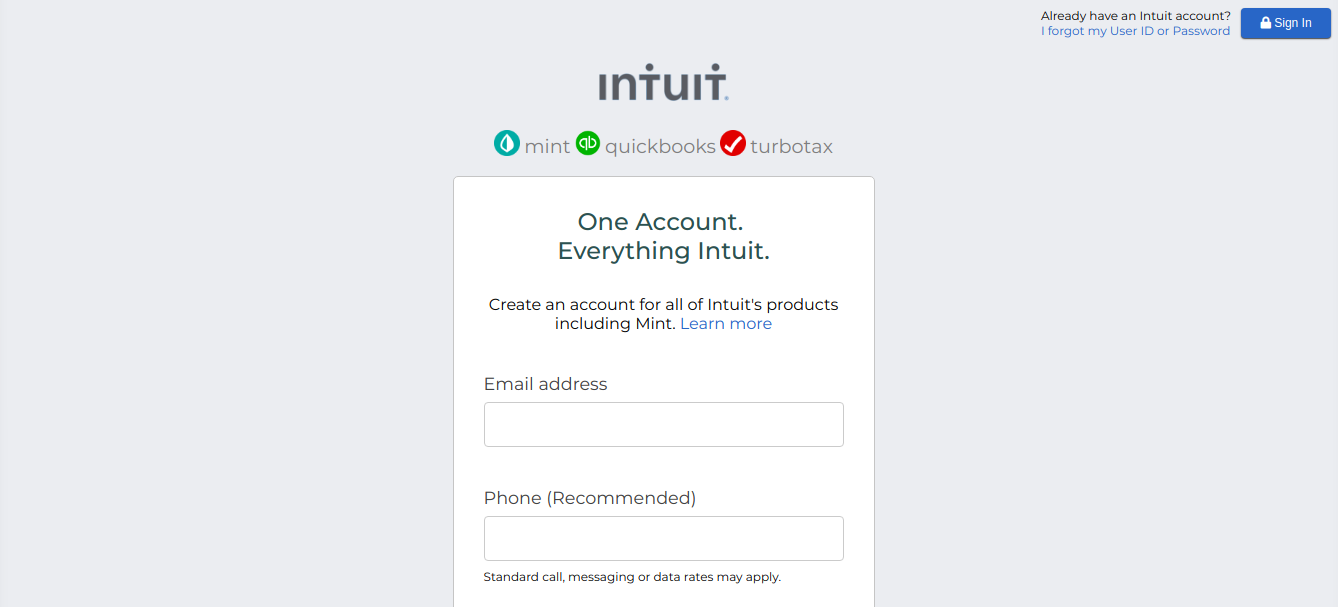 Already have an Intuit account?
I forgot my User ID or Password
Sign In
intuit.
mint quickbooks turbotax
One Account.
Everything Intuit.
Create an account for all of Intuit's products
including Mint. Learn more
Email address
Phone (Recommended)
Standard call, messaging or data rates may apply.